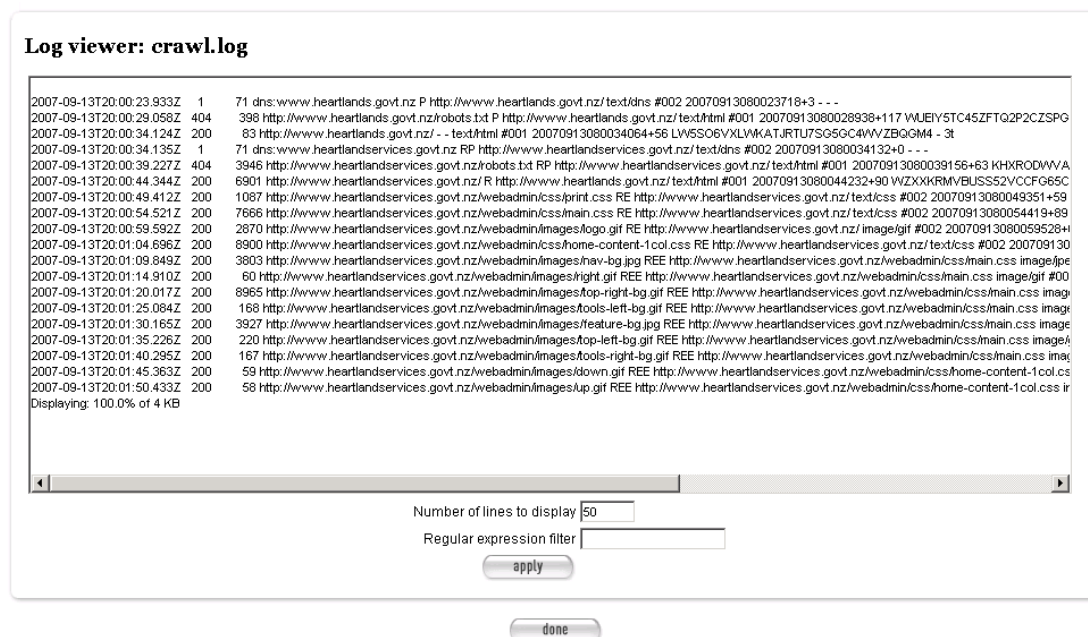 Log viewer: crawl.log
2007-09-13T20:00:23.933Z 1 71 dns:www.heartlands.govt.nz P http://www.heartlands.govt.nz/ text/dns #002 20070913080023718+3 - - -
2007-09-13T20:00:29.058Z 404 398 http://www.heartlands.govt.nz/robots.txt P http://www.heartlands.govt.nz/ text/html #001 20070913080028938+117
2007-09-13T20:00:34.124Z 200 83 http://www.heartlands.govt.nz/ - - text/html #001 20070913080034064+56 LW5SO6VXLWKATJRTU7SG5GC4WVZBQGM4 - 3t
2007-09-13T20:00:34.135Z 1 71 dns:www.heartlandservices.govt.nz RP http://www.heartlands.govt.nz/ text/dns #002 20070913080034132+0 - - -
2007-09-13T20:00:39.227Z 404 3946 http://www.heartlandservices.govt.nz/robots.txt RP http://www.heartlandservices.govt.nz/ text/html #001 20070913080039156+63 KHXRODWVA
2007-09-13T20:00:44.344Z 200 6901 http://www.heartlandservices.govt.nz/ R http://www.heartlands.govt.nz/ text/html #001 20070913080044232+90 WZXXKRMVBUSS52VCCFG65C
2007-09-13T20:00:49.412Z 200 1087 http://www.heartlandservices.govt.nz/webadmin/css/print.css RE http://www.heartlandservices.govt.nz/ text/css #001 20070913080049351+59
2007-09-13T20:00:54.521Z 200 7666 http://www.heartlandservices.govt.nz/webadmin/css/main.css RE http://www.heartlandservices.govt.nz/ text/css #002 20070913080054419+89
2007-09-13T20:00:59.592Z 200 2870 http://www.heartlandservices.govt.nz/webadmin/images/logo.gif RE http://www.heartlandservices.govt.nz/ image/gif #002 20070913080059528+
2007-09-13T20:01:04.696Z 200 8900 http://www.heartlandservices.govt.nz/webadmin/css/home-content-1col.css RE http://www.heartlandservices.govt.nz/ text/css #002 200709130
2007-09-13T20:01:09.849Z 200 3803 http://www.heartlandservices.govt.nz/webadmin/images/nav-bg.jpg REE http://www.heartlandservices.govt.nz/webadmin/css/main.css image/jpe
2007-09-13T20:01:14.910Z 200 60 http://www.heartlandservices.govt.nz/webadmin/images/right.gif REE http://www.heartlandservices.govt.nz/webadmin/css/main.css image/gif #00
2007-09-13T20:01:20.017Z 200 8965 http://www.heartlandservices.govt.nz/webadmin/images/top-right-bg.gif REE http://www.heartlandservices.govt.nz/webadmin/css/main.css imag
2007-09-13T20:01:25.084Z 200 168 http://www.heartlandservices.govt.nz/webadmin/images/tools-left-bg.gif REE http://www.heartlandservices.govt.nz/webadmin/css/main.css image
2007-09-13T20:01:30.165Z 200 3927 http://www.heartlandservices.govt.nz/webadmin/images/feature-bg.jpg REE http://www.heartlandservices.govt.nz/webadmin/css/main.css image
2007-09-13T20:01:35.226Z 200 220 http://www.heartlandservices.govt.nz/webadmin/images/top-left-bg.gif REE http://www.heartlandservices.govt.nz/webadmin/css/main.css image/
2007-09-13T20:01:40.295Z 200 167 http://www.heartlandservices.govt.nz/webadmin/images/tools-right-bg.gif REE http://www.heartlandservices.govt.nz/webadmin/css/main.css imag
2007-09-13T20:01:45.363Z 200 59 http://www.heartlandservices.govt.nz/webadmin/images/down.gif REE http://www.heartlandservices.govt.nz/webadmin/css/home-content-1col.cs
2007-09-13T20:01:50.433Z 200 58 http://www.heartlandservices.govt.nz/webadmin/images/up.gif REE http://www.heartlandservices.govt.nz/webadmin/css/home-content-1col.css
Displaying: 100.0% of 4 KB
Number of lines to display 50
Regular expression filter
apply
done